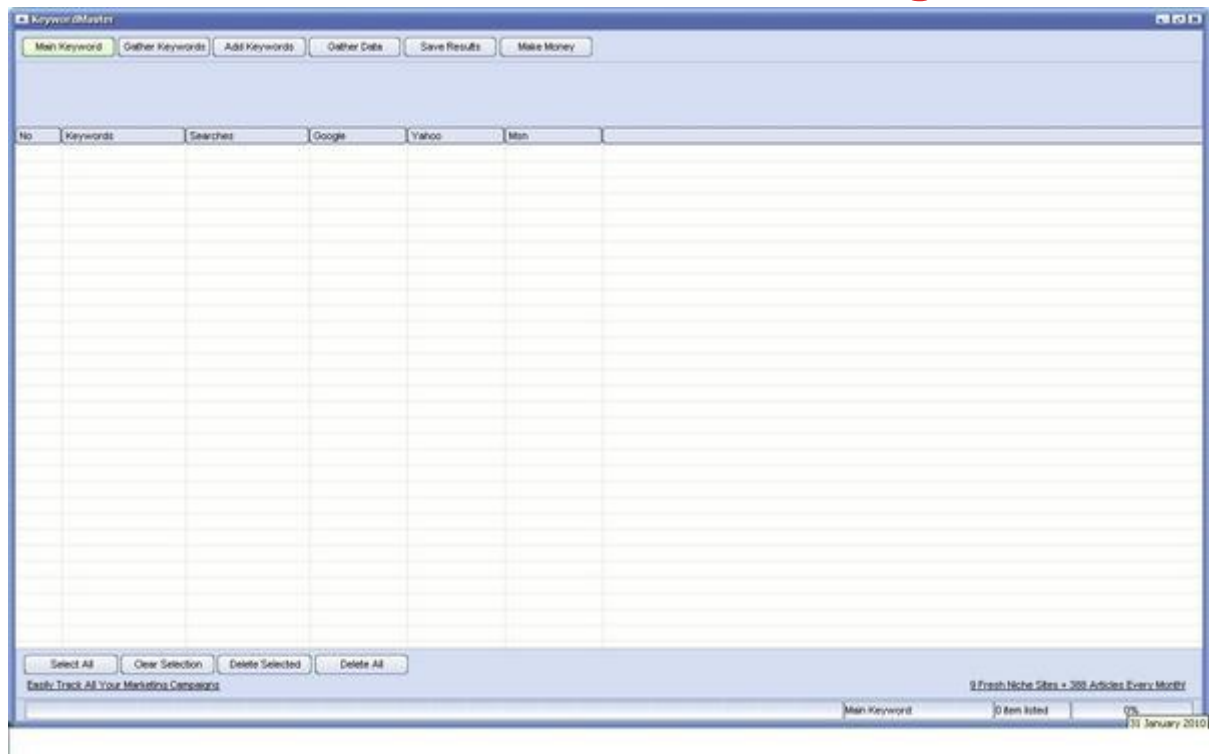 KeywordMaster
Main Keyword Gather Keywords Add Keywords Gather Data Save Results Make Money
No Keywords Searches Google Yahoo Msn
Select All Clear Selection Delete Selected Delete All
Easily Track All Your Marketing Campaigns 9 Fresh Niche Sites + 388 Articles Every Month!
Main Keyword 0 item listed 0%
31 January 2010